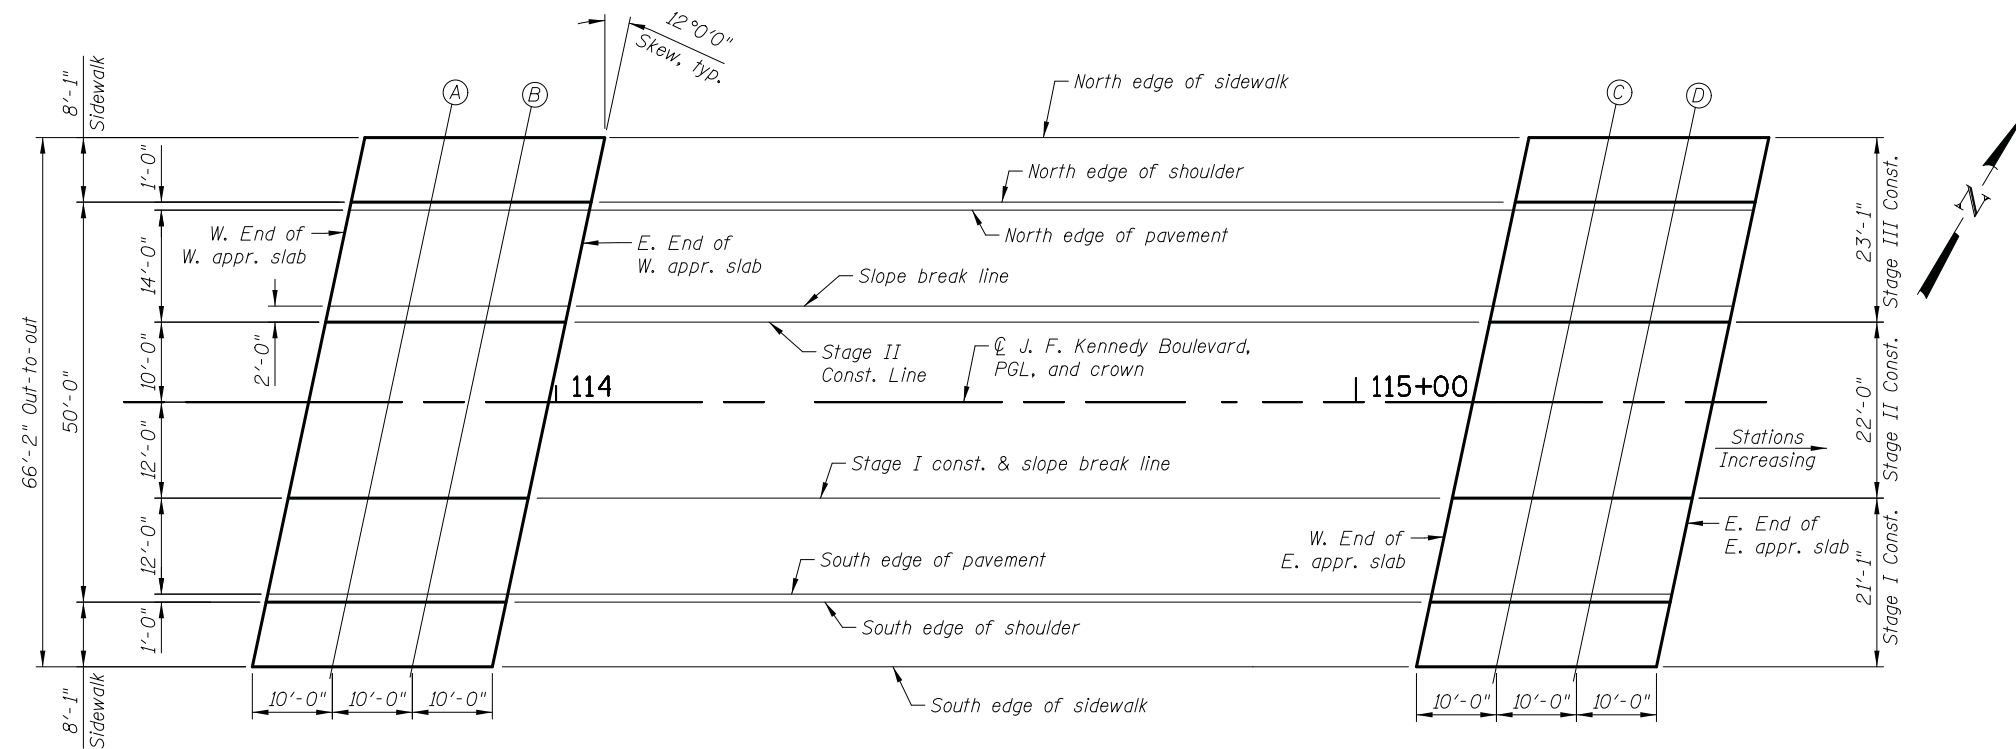 12°0'0"
Skew, typ.
8'-1"
Sidewalk
A
B
C
D
North edge of sidewalk
1'-0"
North edge of shoulder
W. End of
W. appr. slab
E. End of
W. appr. slab
North edge of pavement
14'-0"
Slope break line
23'-1"
Stage III Const.
N
66'-2" Out-to-out
50'-0"
10'-0"
2'-0"
Stage II
Const. Line
℄ J. F. Kennedy Boulevard,
PGL, and crown
114
115+00
22'-0"
Stage II Const.
12'-0"
Stage I const. & slope break line
Stations
Increasing
12'-0"
South edge of pavement
W. End of
E. appr. slab
E. End of
E. appr. slab
21'-1"
Stage I Const.
1'-0"
South edge of shoulder
8'-1"
Sidewalk
10'-0"
10'-0"
10'-0"
South edge of sidewalk
10'-0"
10'-0"
10'-0"